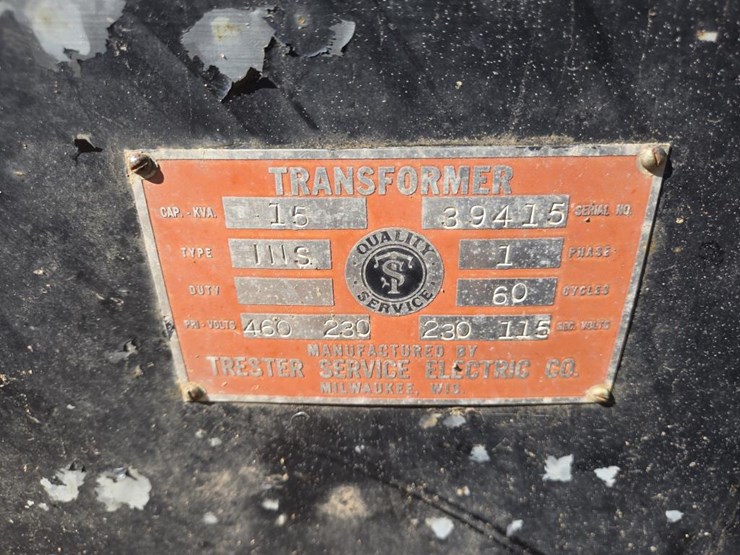 TRANSFORMER
CAP. - KVA. 15 39415 SERIAL NO.
TYPE INS 1 PHASE
QUALITY TS SERVICE
DUTY 60 CYCLES
PRI - VOLTS 460 230 230 115 SEC VOLTS
MANUFACTURED BY
TRESTER SERVICE ELECTRIC CO.
MILWAUKEE, WIS.